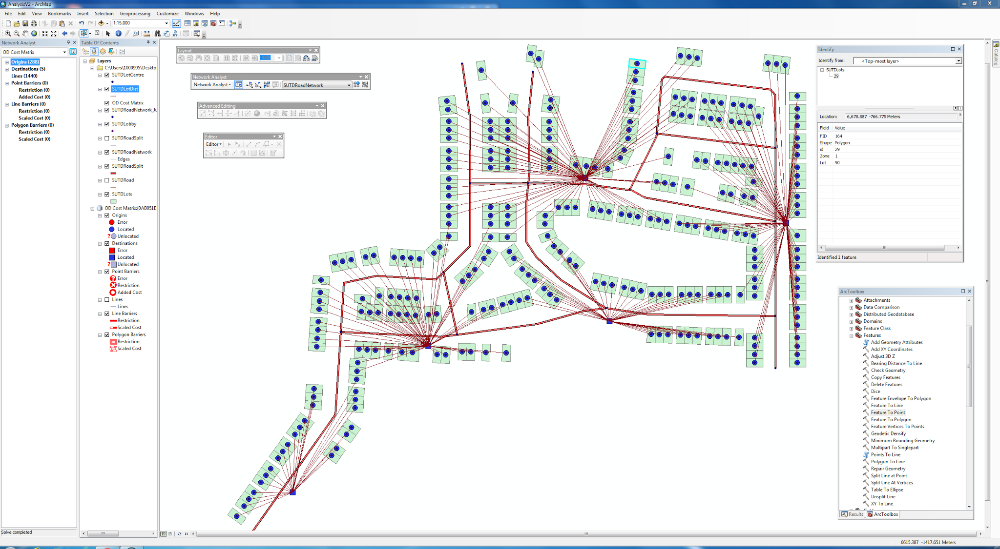 AnalysisV2 - ArcMap
File Edit View Bookmarks Insert Selection Geoprocessing Customize Windows Help
1:15,000
Network Analyst
OD Cost Matrix
Origins (288)
Destinations (5)
Lines (1440)
Point Barriers (0)
Restriction (0)
Added Cost (0)
Line Barriers (0)
Restriction (0)
Scaled Cost (0)
Polygon Barriers (0)
Restriction (0)
Scaled Cost (0)
Solve completed
Table Of Contents
Layers
C:\Users\1000995\Deskto
SUTDLotCentre
SUTDLotDist
OD Cost Matrix
SUTDRoadNetwork_Ju
SUTDLobby
SUTDRoadSplit
SUTDRoadNetwork
Edges
SUTDRoadSplit
SUTDRoad
SUTDLots
OD Cost Matrix:{0AB051E
Origins
Error
Located
Unlocated
Destinations
Error
Located
Unlocated
Point Barriers
Error
Restriction
Added Cost
Lines
Lines
Line Barriers
Restriction
Scaled Cost
Polygon Barriers
Restriction
Scaled Cost
Layout
Network Analyst
Network Analyst
SUTDRoadNetwork
Advanced Editing
Editor
Editor
Identify
Identify from: <Top-most layer>
SUTDLots
29
Location: 6,678.887 -766.775 Meters
Field Value
FID 164
Shape Polygon
id 29
Zone 1
Lot 90
Identified 1 feature
Catalog
ArcToolbox
Attachments
Data Comparison
Distributed Geodatabase
Domains
Feature Class
Features
Add Geometry Attributes
Add XY Coordinates
Adjust 3D Z
Bearing Distance To Line
Check Geometry
Copy Features
Delete Features
Dice
Feature Envelope To Polygon
Feature To Line
Feature To Point
Feature To Polygon
Feature Vertices To Points
Geodetic Densify
Minimum Bounding Geometry
Multipart To Singlepart
Points To Line
Polygon To Line
Repair Geometry
Split Line at Point
Split Line At Vertices
Table To Ellipse
Unsplit Line
XY To Line
Results ArcToolbox
6615.387 -1417.651 Meters